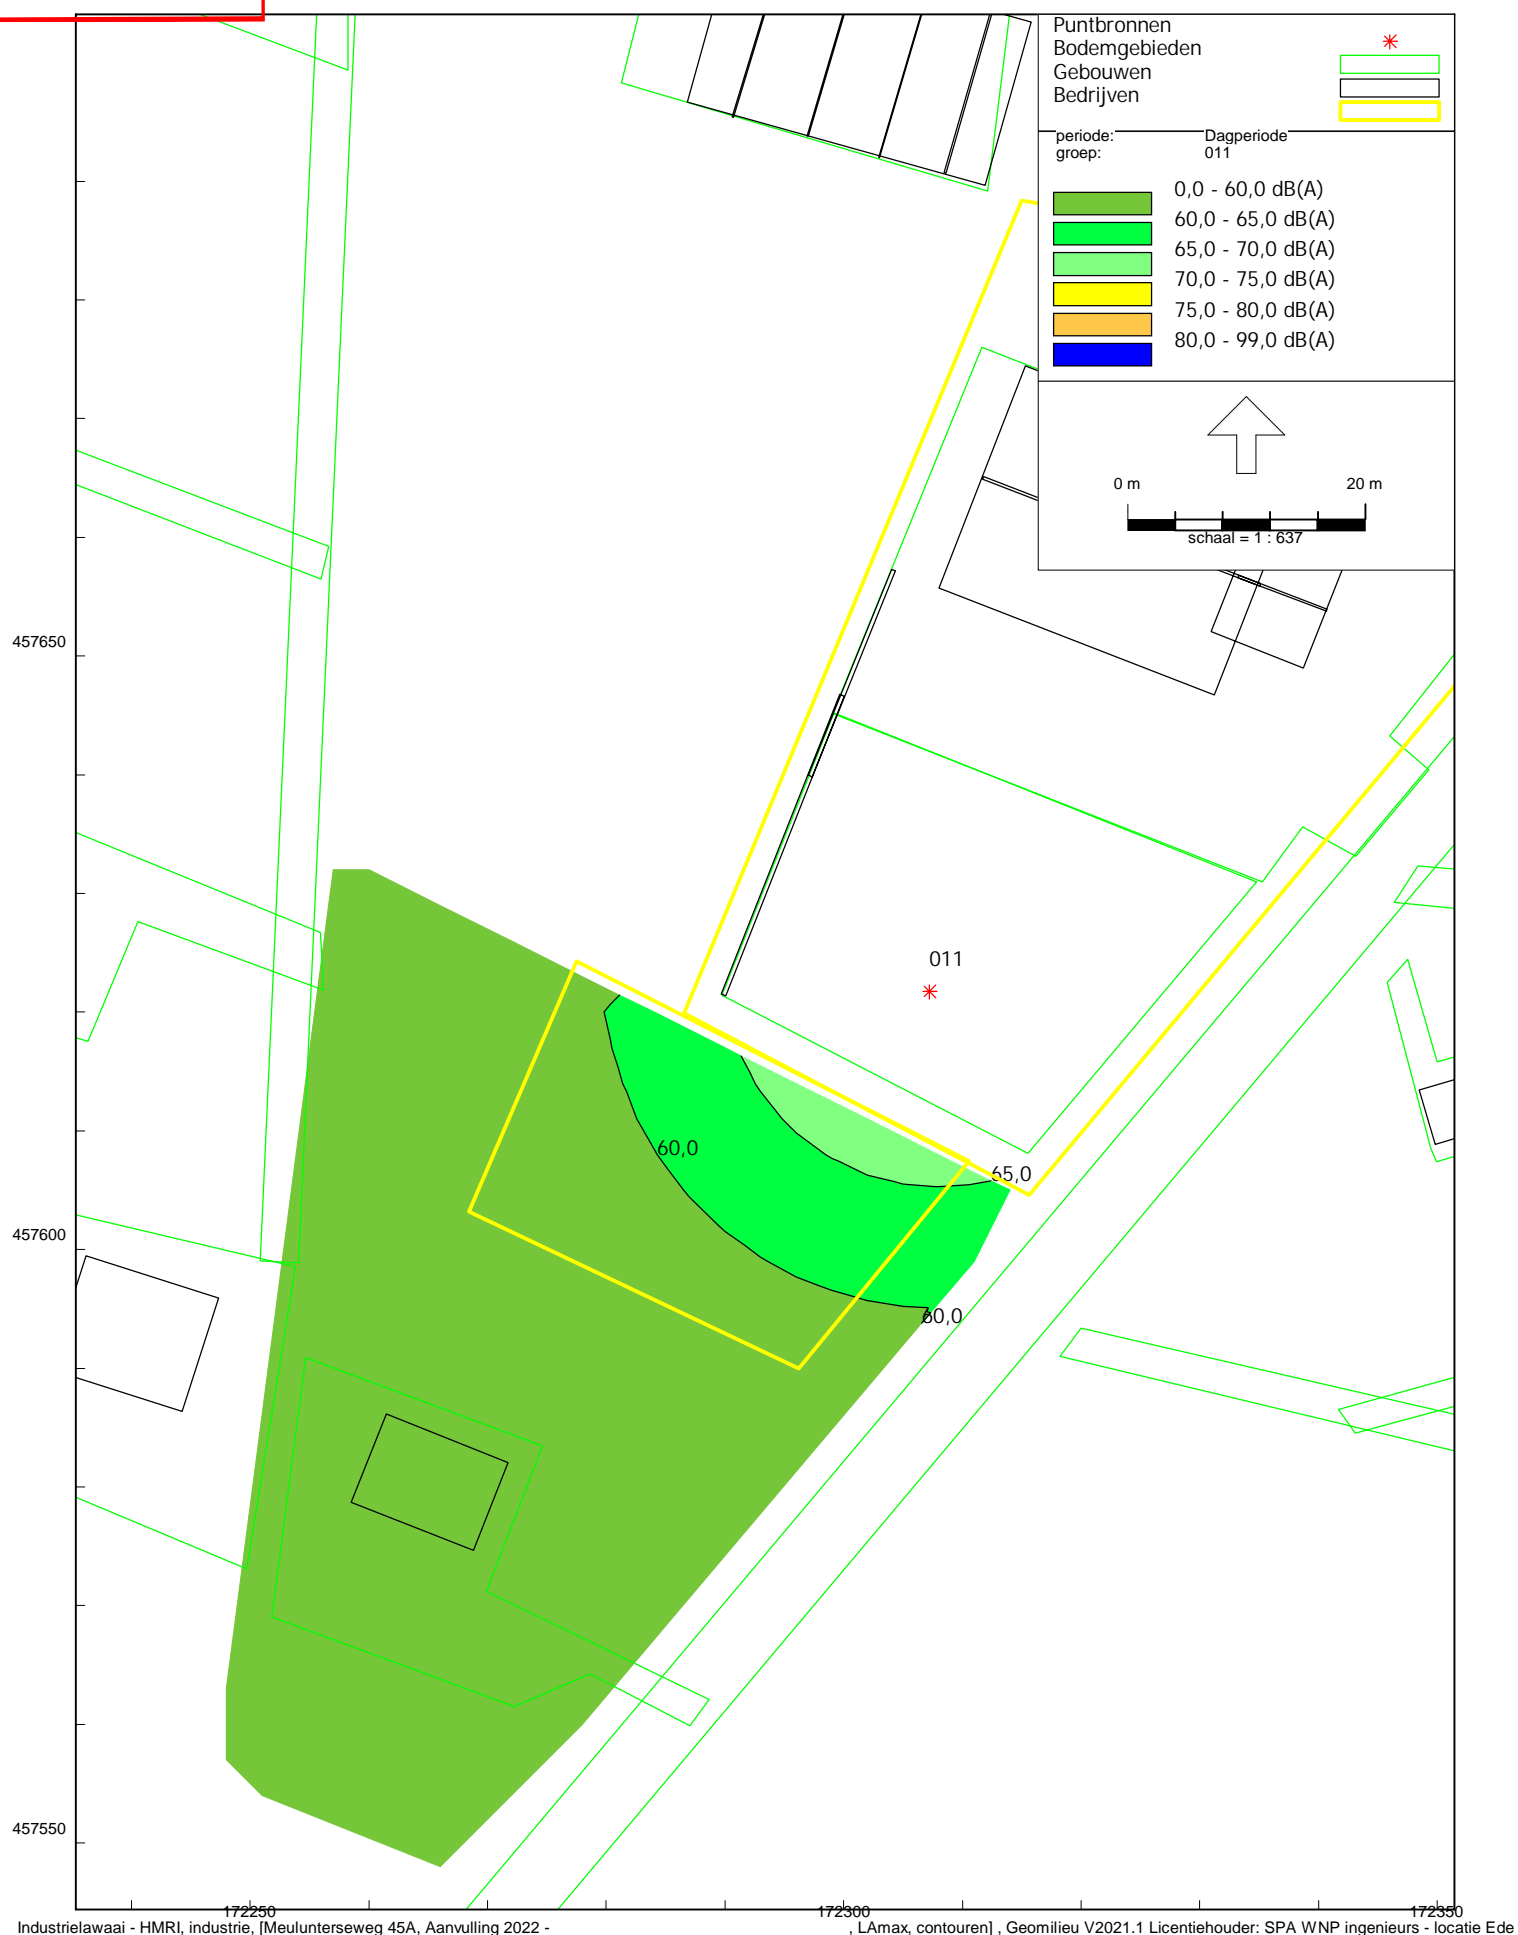 Puntbronnen
Bodemgebieden
Gebouwen
Bedrijven
periode: Dagperiode
groep: 011
0,0 - 60,0 dB(A)
60,0 - 65,0 dB(A)
65,0 - 70,0 dB(A)
70,0 - 75,0 dB(A)
75,0 - 80,0 dB(A)
80,0 - 99,0 dB(A)
0 m 20 m
schaal = 1 : 637
457650
011
60,0
65,0
457600
60,0
457550
172250 172300 172350
Industrielawaai - HMRI, industrie, [Meulunterseweg 45A, Aanvulling 2022 - , LAmax, contouren] , Geomilieu V2021.1 Licentiehouder: SPA WNP ingenieurs - locatie Ede